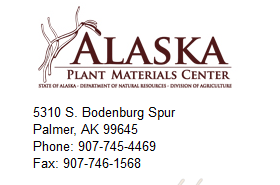 ALASKA
PLANT MATERIALS CENTER
STATE OF ALASKA - DEPARTMENT OF NATURAL RESOURCES - DIVISION OF AGRICULTURE
5310 S. Bodenburg Spur
Palmer, AK 99645
Phone: 907-745-4469
Fax: 907-746-1568